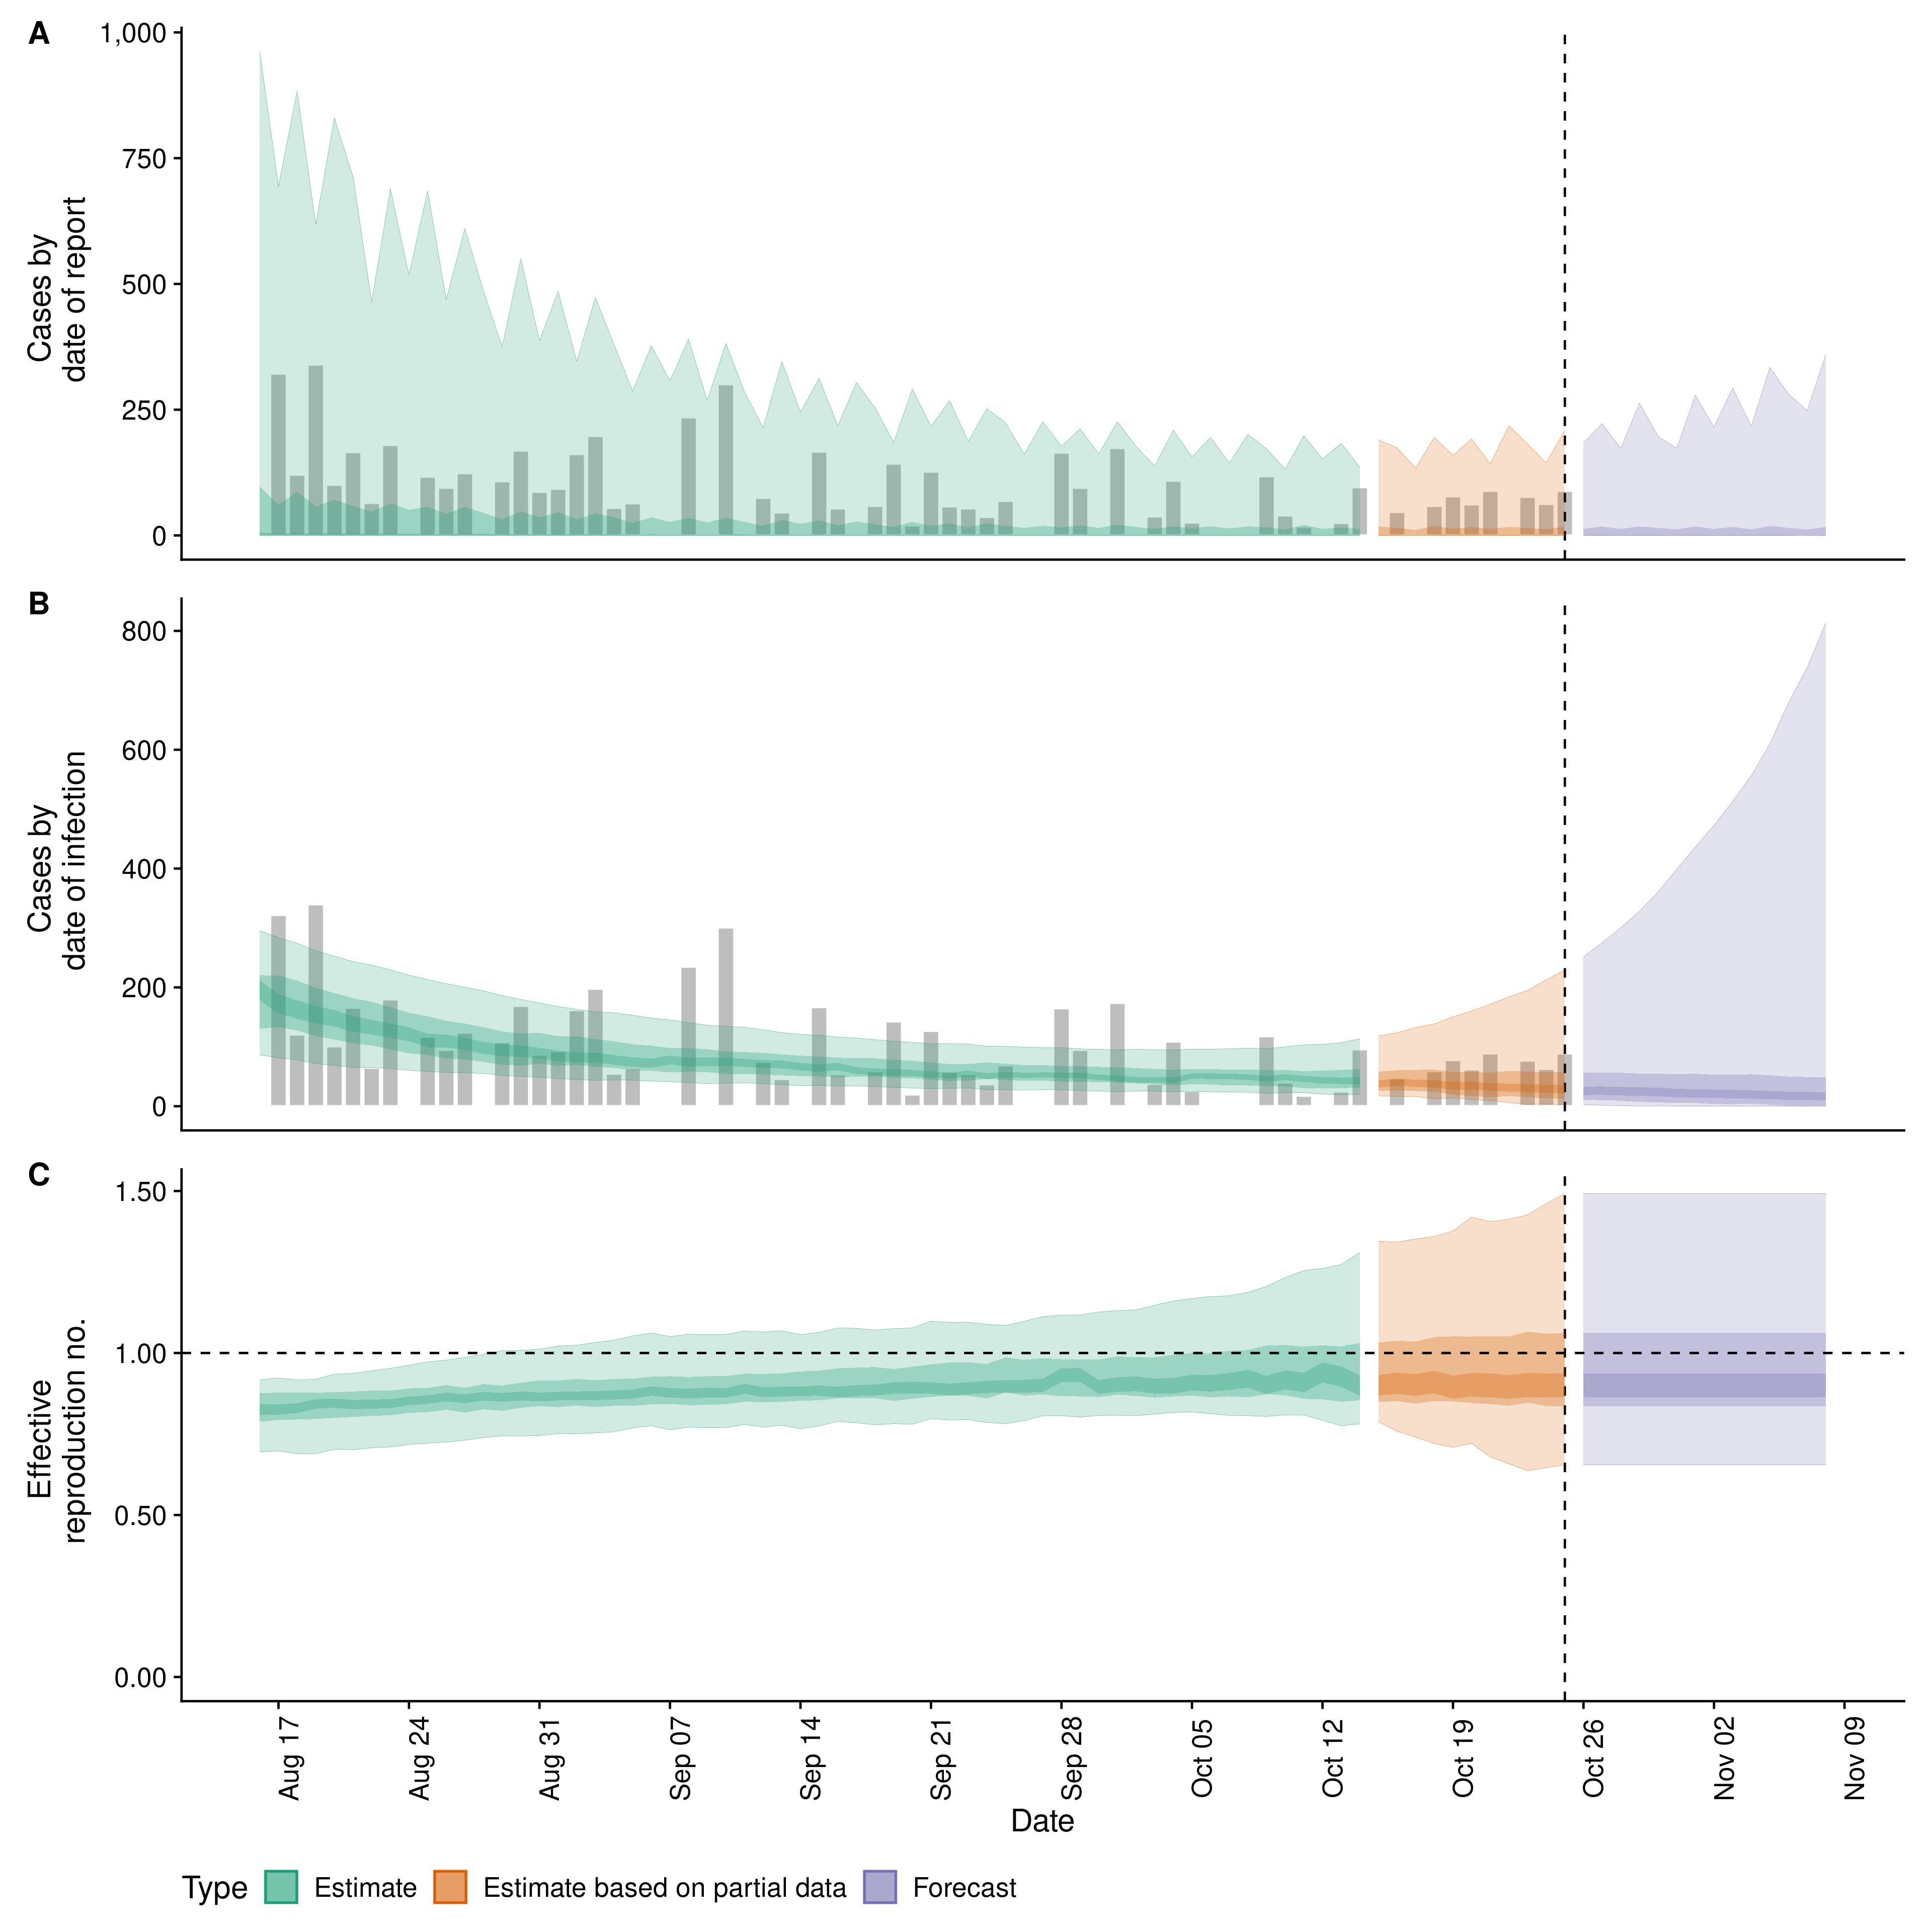 A
1,000
750
500
250
0
Cases by
date of report
B
800
600
400
200
0
Cases by
date of infection
C
1.50
1.00
0.50
0.00
Effective
reproduction no.
Aug 17
Aug 24
Aug 31
Sep 07
Sep 14
Sep 21
Sep 28
Oct 05
Oct 12
Oct 19
Oct 26
Nov 02
Nov 09
Date
Type Estimate Estimate based on partial data Forecast